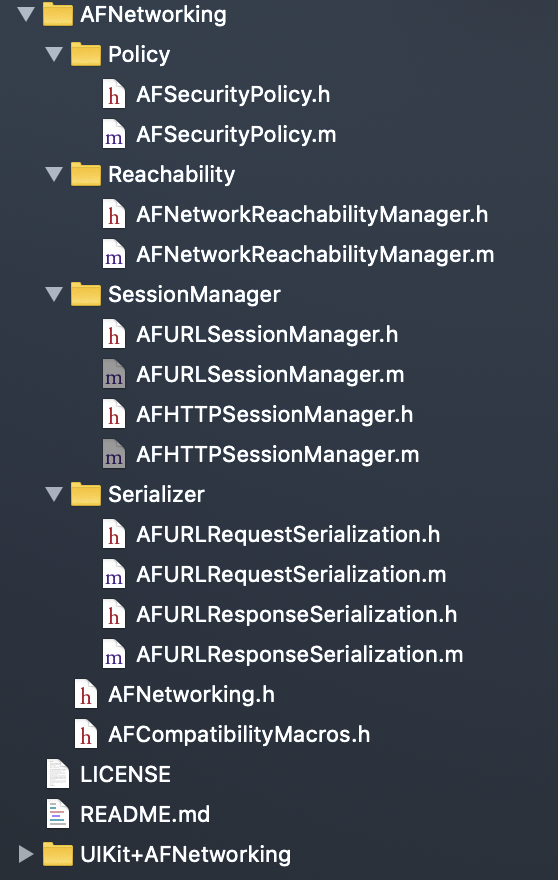 AFNetworking
Policy
h AFSecurityPolicy.h
m AFSecurityPolicy.m
Reachability
h AFNetworkReachabilityManager.h
m AFNetworkReachabilityManager.m
SessionManager
h AFURLSessionManager.h
m AFURLSessionManager.m
h AFHTTPSessionManager.h
m AFHTTPSessionManager.m
Serializer
h AFURLRequestSerialization.h
m AFURLRequestSerialization.m
h AFURLResponseSerialization.h
m AFURLResponseSerialization.m
h AFNetworking.h
h AFCompatibilityMacros.h
LICENSE
README.md
UIKit+AFNetworking